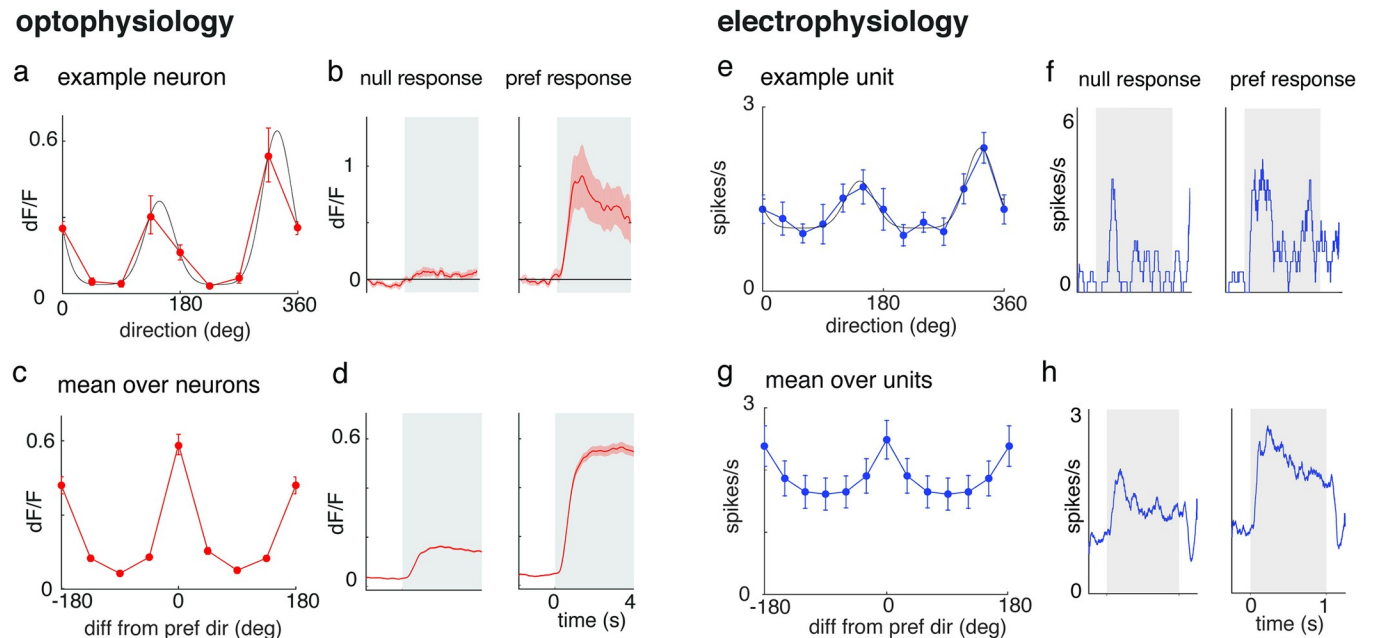 optophysiology
a example neuron
dF/F
0.6
0
0 180 360
direction (deg)
b null response pref response
dF/F
1
0
c mean over neurons
dF/F
0.6
0
-180 0 180
diff from pref dir (deg)
d
dF/F
0.6
0
0 4
time (s)
electrophysiology
e example unit
spikes/s
3
0
0 180 360
direction (deg)
f null response pref response
spikes/s
6
0
g mean over units
spikes/s
3
0
-180 0 180
diff from pref dir (deg)
h
spikes/s
3
0
0 1
time (s)